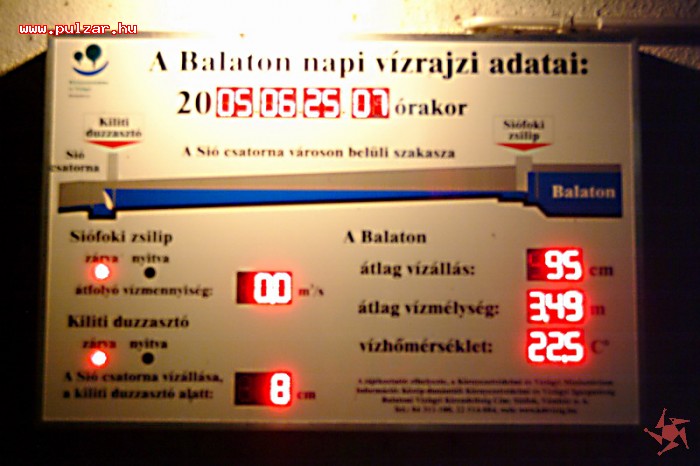 www.pulzar.hu
A Balaton napi vízrajzi adatai:
2005 06 25 07 órakor
Kiliti duzzasztó
Siófoki zsilip
Sió csatorna
A Sió csatorna városon belüli szakasza
Balaton
Siófoki zsilip
zárva nyitva
átfolyó vízmennyiség: 0.0 m³/s
Kiliti duzzasztó
zárva nyitva
A Sió csatorna vízállása,
a kiliti duzzasztó alatt: 8 cm
A Balaton
átlag vízállás: 95 cm
átlag vízmélység: 3,49 m
vízhőmérséklet: 22.5 C°